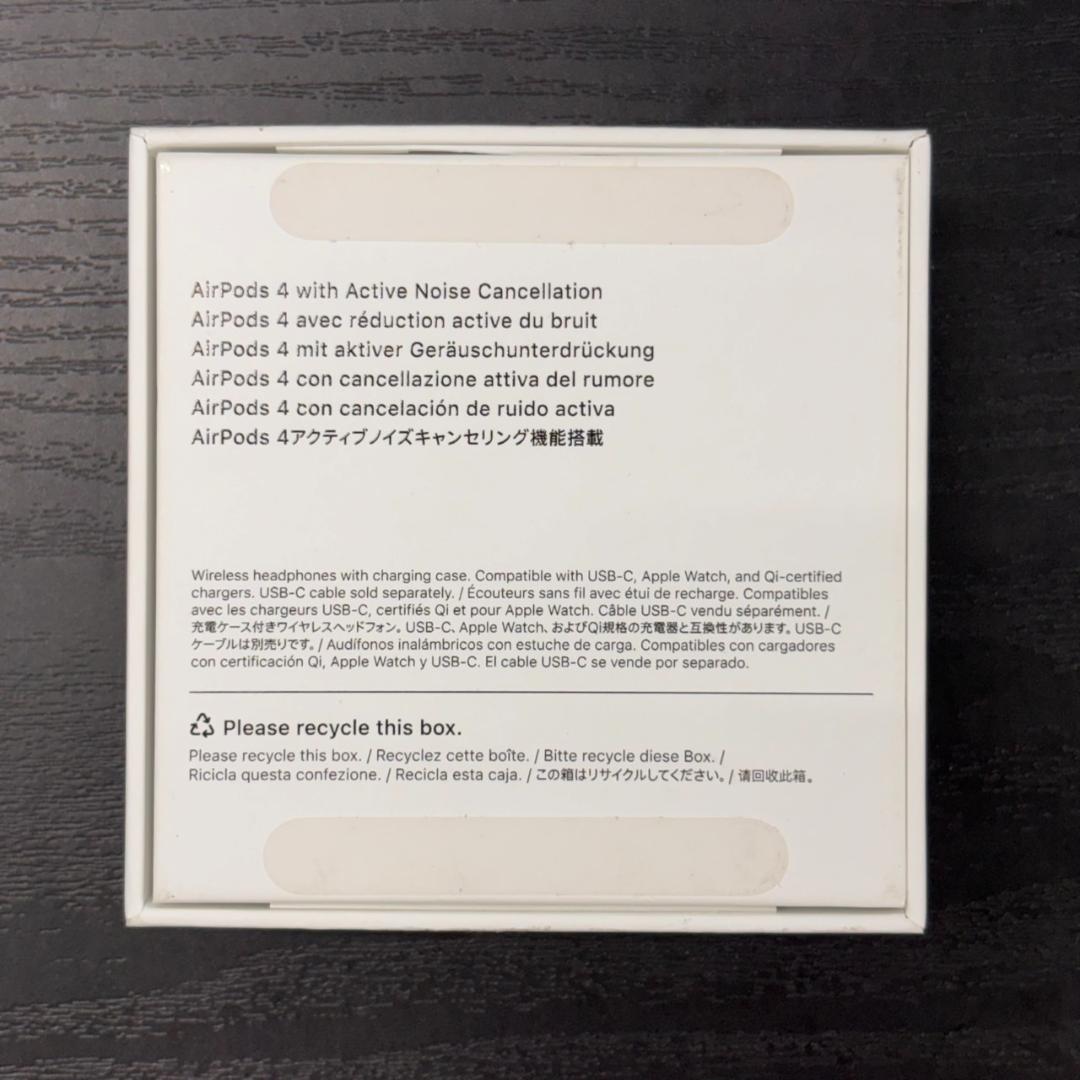 AirPods 4 with Active Noise Cancellation
AirPods 4 avec réduction active du bruit
AirPods 4 mit aktiver Geräuschunterdrückung
AirPods 4 con cancellazione attiva del rumore
AirPods 4 con cancelación de ruido activa
AirPods 4アクティブノイズキャンセリング機能搭載
Wireless headphones with charging case. Compatible with USB-C, Apple Watch, and Qi-certified
chargers. USB-C cable sold separately. / Écouteurs sans fil avec étui de recharge. Compatibles
avec les chargeurs USB-C, certifiés Qi et pour Apple Watch. Câble USB-C vendu séparément. /
充電ケース付きワイヤレスヘッドフォン。USB-C、Apple Watch、およびQi規格の充電器と互換性があります。USB-C
ケーブルは別売りです。/ Audífonos inalámbricos con estuche de carga. Compatibles con cargadores
con certificación Qi, Apple Watch y USB-C. El cable USB-C se vende por separado.
Please recycle this box.
Please recycle this box. / Recyclez cette boîte. / Bitte recycle diese Box. /
Ricicla questa confezione. / Recicla esta caja. / この箱はリサイクルしてください。/ 请回收此箱。